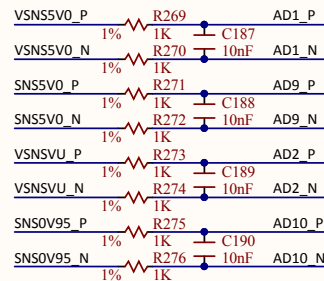 VSNS5V0_P R269 AD1_P
1% 1K C187
VSNS5V0_N R270 10nF AD1_N
1% 1K
SNS5V0_P R271 AD9_P
1% 1K C188
SNS5V0_N R272 10nF AD9_N
1% 1K
VSNSVU_P R273 AD2_P
1% 1K C189
VSNSVU_N R274 10nF AD2_N
1% 1K
SNS0V95_P R275 AD10_P
1% 1K C190
SNS0V95_N R276 10nF AD10_N
1% 1K